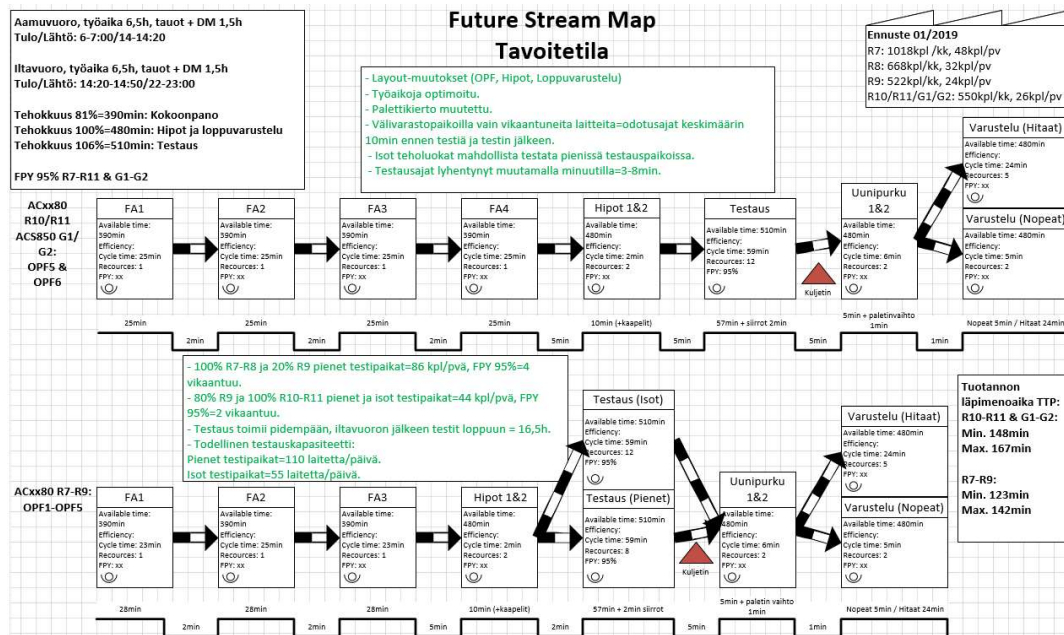 Future Stream Map
Tavoitetila
Aamuvuoro, työaika 6,5h, tauot + DM 1,5h
Tulo/Lähtö: 6-7:00/14-14:20
Iltavuoro, työaika 6,5h, tauot + DM 1,5h
Tulo/Lähtö: 14:20-14:50/22-23:00
Tehokkuus 81%=390min: Kokoonpano
Tehokkuus 100%=480min: Hipot ja loppuvarustelu
Tehokkuus 106%=510min: Testaus
FPY 95% R7-R11 & G1-G2
- Layout-muutokset (OPF, Hipot, Loppuvarustelu)
- Työaikoja optimoitu.
- Palettikierto muutettu.
- Välivarastopaikoilla vain vikaantuneita laitteita=odotusajat keskimäärin
10min ennen testiä ja testin jälkeen.
- Isot teholuokat mahdollista testata pienissä testauspaikoissa.
- Testausajat lyhentynyt muutamalla minuutilla=3-8min.
Ennuste 01/2019
R7: 1018kpl /kk, 48kpl/pv
R8: 668kpl/kk, 32kpl/pv
R9: 522kpl/kk, 24kpl/pv
R10/R11/G1/G2: 550kpl/kk, 26kpl/pv
ACxx80
R10/R11
ACS850 G1/
G2:
OPF5 &
OPF6
FA1
Available time:
390min
Efficiency:
Cycle time: 25min
Recources: 1
FPY: xx
FA2
Available time:
390min
Efficiency:
Cycle time: 25min
Recources: 1
FPY: xx
FA3
Available time:
390min
Efficiency:
Cycle time: 25min
Recources: 1
FPY: xx
FA4
Available time:
390min
Efficiency:
Cycle time: 25min
Recources: 1
FPY: xx
Hipot 1&2
Available time:
480min
Efficiency:
Cycle time: 2min
Recources: 2
FPY: xx
Testaus
Available time: 510min
Efficiency:
Cycle time: 59min
Recources: 12
FPY: 95%
Kuljetin
Uunipurku
1&2
Available time:
480min
Efficiency:
Cycle time: 6min
Recources: 2
FPY: xx
Varustelu (Hitaat)
Available time: 480min
Efficiency:
Cycle time: 24min
Recources: 5
FPY: xx
Varustelu (Nopeat)
Available time: 480min
Efficiency:
Cycle time: 5min
Recources: 2
FPY: xx
25min
2min
25min
2min
25min
2min
25min
5min
10min (+kaapelit)
5min
57min + siirrot 2min
5min
5min + paletinvaihto
1min
1min
Nopeat 5min / Hitaat 24min
- 100% R7-R8 ja 20% R9 pienet testipaikat=86 kpl/pvä, FPY 95%=4
vikaantuu.
- 80% R9 ja 100% R10-R11 pienet ja isot testipaikat=44 kpl/pvä, FPY
95%=2 vikaantuu.
- Testaus toimii pidempään, iltavuoron jälkeen testit loppuun = 16,5h.
- Todellinen testauskapasiteetti:
Pienet testipaikat=110 laitetta/päivä.
Isot testipaikat=55 laitetta/päivä.
ACxx80 R7-R9:
OPF1-OPF5
FA1
Available time:
390min
Efficiency:
Cycle time: 23min
Recources: 1
FPY: xx
FA2
Available time:
390min
Efficiency:
Cycle time: 25min
Recources: 1
FPY: xx
FA3
Available time:
390min
Efficiency:
Cycle time: 23min
Recources: 1
FPY: xx
Hipot 1&2
Available time:
480min
Efficiency:
Cycle time: 2min
Recources: 2
FPY: xx
Testaus (Isot)
Available time: 510min
Efficiency:
Cycle time: 59min
Recources: 12
FPY: 95%
Testaus (Pienet)
Available time: 510min
Efficiency:
Cycle time: 59min
Recources: 8
FPY: 95%
Kuljetin
Uunipurku
1&2
Available time:
480min
Efficiency:
Cycle time: 6min
Recources: 2
FPY: xx
Varustelu (Hitaat)
Available time: 480min
Efficiency:
Cycle time: 24min
Recources: 5
FPY: xx
Varustelu (Nopeat)
Available time: 480min
Efficiency:
Cycle time: 5min
Recources: 2
FPY: xx
Tuotannon
läpimenoaika TTP:
R10-R11 & G1-G2:
Min. 148min
Max. 167min
R7-R9:
Min. 123min
Max. 142min
28min
2min
28min
2min
28min
5min
10min (+kaapelit)
2min
57min + 2min siirrot
5min
5min + paletin vaihto
1min
1min
Nopeat 5min / Hitaat 24min